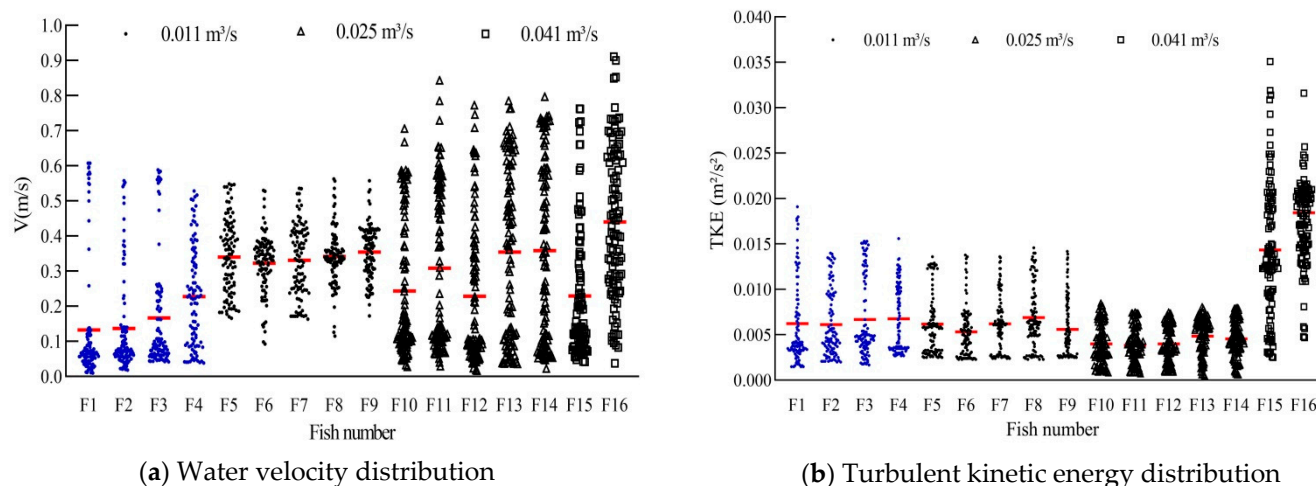 0.011 m³/s 0.025 m³/s 0.041 m³/s
V(m/s)
1.0
0.9
0.8
0.7
0.6
0.5
0.4
0.3
0.2
0.1
0.0
F1 F2 F3 F4 F5 F6 F7 F8 F9 F10 F11 F12 F13 F14 F15 F16
Fish number
(a) Water velocity distribution
0.011 m³/s 0.025 m³/s 0.041 m³/s
TKE (m²/s²)
0.040
0.035
0.030
0.025
0.020
0.015
0.010
0.005
0.000
F1 F2 F3 F4 F5 F6 F7 F8 F9 F10 F11 F12 F13 F14 F15 F16
Fish number
(b) Turbulent kinetic energy distribution